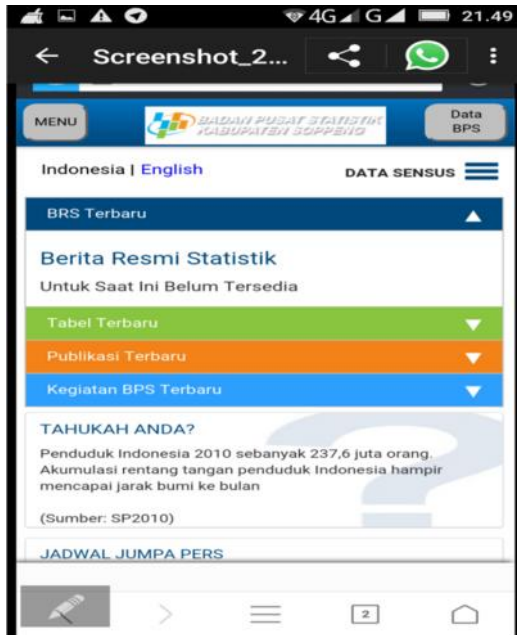 4G G 21.49
Screenshot_2...
MENU
BADAN PUSAT STATISTIK
KABUPATEN SOPPENG
Data
BPS
Indonesia | English
DATA SENSUS
BRS Terbaru
Berita Resmi Statistik
Untuk Saat Ini Belum Tersedia
Tabel Terbaru
Publikasi Terbaru
Kegiatan BPS Terbaru
TAHUKAH ANDA?
Penduduk Indonesia 2010 sebanyak 237,6 juta orang.
Akumulasi rentang tangan penduduk Indonesia hampir
mencapai jarak bumi ke bulan
(Sumber: SP2010)
JADWAL JUMPA PERS
2